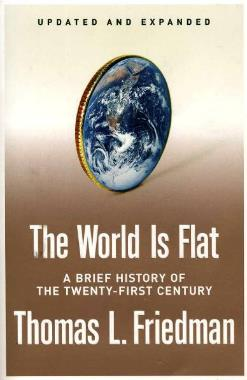 UPDATED AND EXPANDED
The World Is Flat
A BRIEF HISTORY OF
THE TWENTY-FIRST CENTURY
Thomas L. Friedman